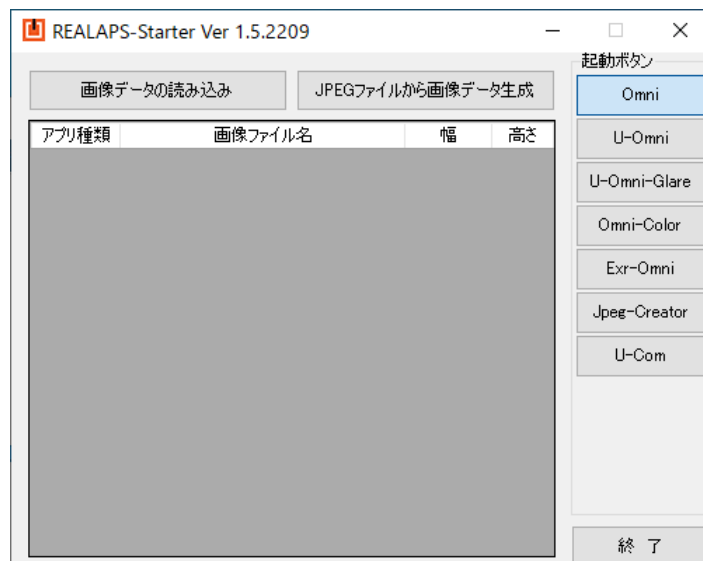 REALAPS-Starter Ver 1.5.2209
起動ボタン
画像データの読み込み
JPEGファイルから画像データ生成
Omni
アプリ種類 画像ファイル名 幅 高さ
U-Omni
U-Omni-Glare
Omni-Color
Exr-Omni
Jpeg-Creator
U-Com
終 了